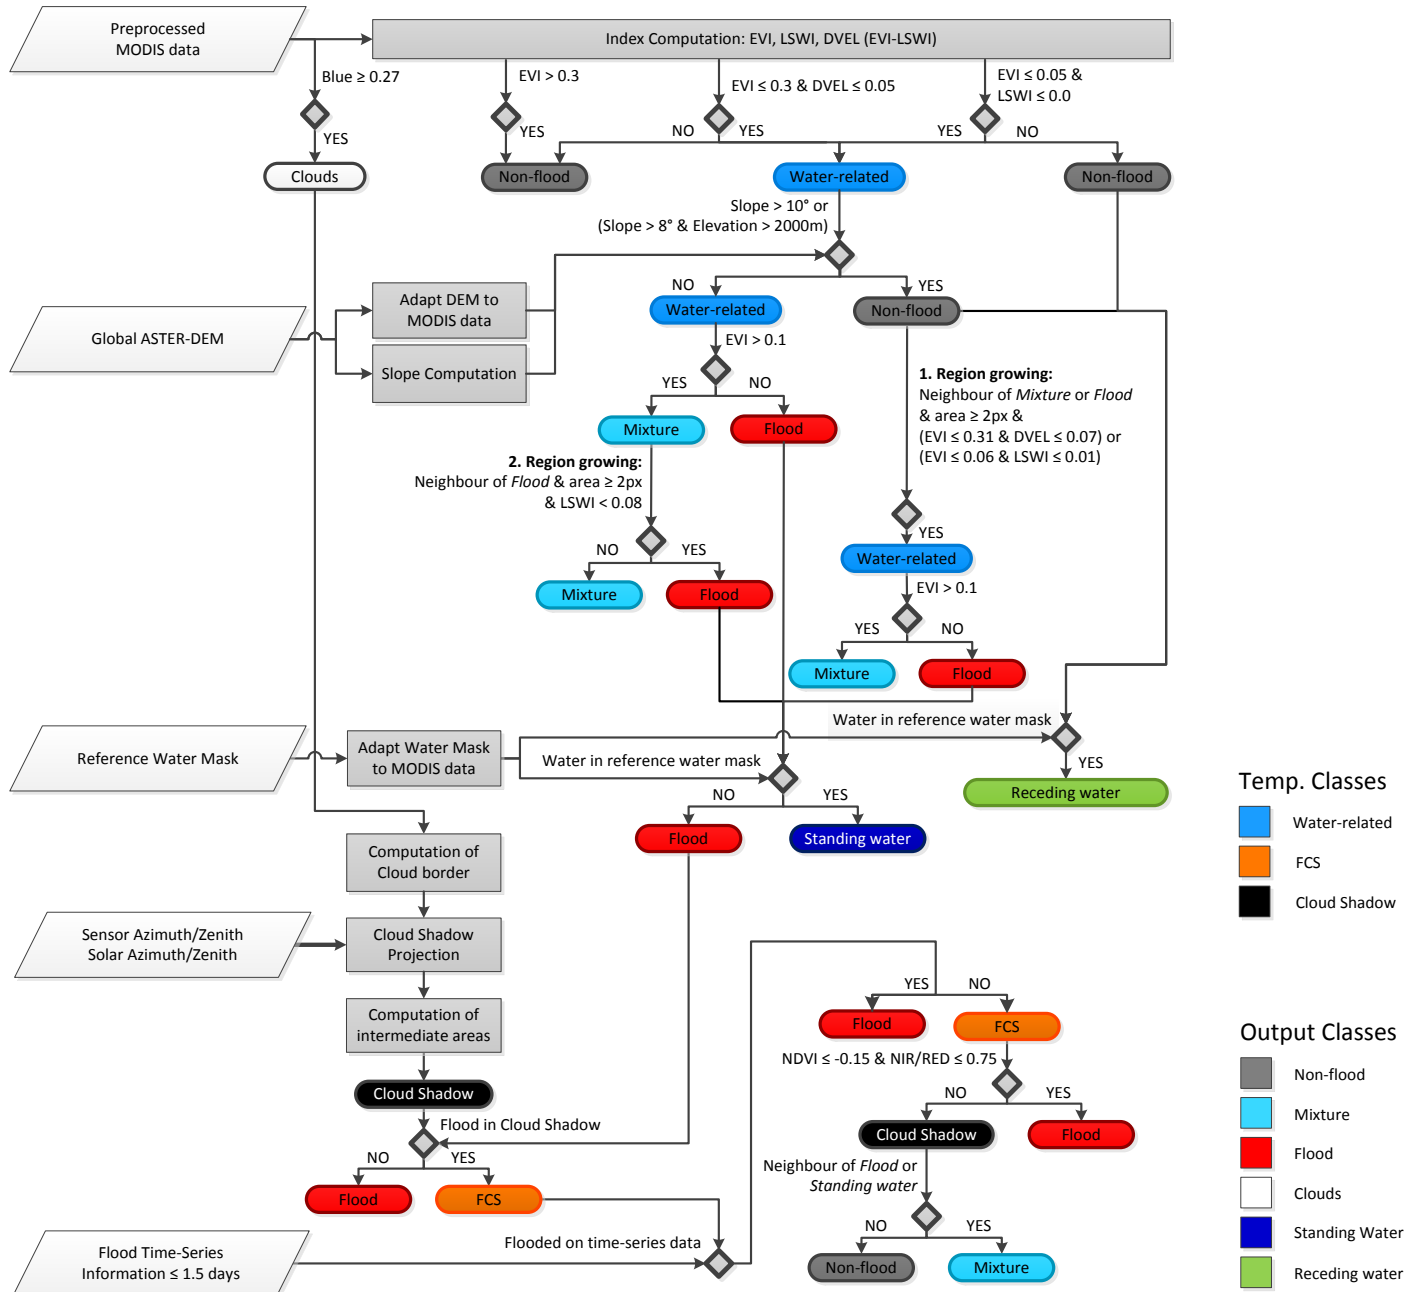 Preprocessed
MODIS data
Index Computation: EVI, LSWI, DVEL (EVI-LSWI)
Blue ≥ 0.27
EVI > 0.3
EVI ≤ 0.3 & DVEL ≤ 0.05
EVI ≤ 0.05 &
LSWI ≤ 0.0
YES
YES
NO
YES
YES
NO
Clouds
Non-flood
Water-related
Non-flood
Slope > 10° or
(Slope > 8° & Elevation > 2000m)
NO
YES
Adapt DEM to
MODIS data
Water-related
Non-flood
Global ASTER-DEM
Slope Computation
EVI > 0.1
1. Region growing:
Neighbour of Mixture or Flood
& area ≥ 2px &
(EVI ≤ 0.31 & DVEL ≤ 0.07) or
(EVI ≤ 0.06 & LSWI ≤ 0.01)
YES
NO
Mixture
Flood
2. Region growing:
Neighbour of Flood & area ≥ 2px
& LSWI < 0.08
YES
NO
YES
Water-related
Mixture
Flood
EVI > 0.1
YES
NO
Mixture
Flood
Water in reference water mask
Reference Water Mask
Adapt Water Mask
to MODIS data
Water in reference water mask
YES
Receding water
NO
YES
Flood
Standing water
Computation of
Cloud border
Sensor Azimuth/Zenith
Solar Azimuth/Zenith
Cloud Shadow
Projection
Computation of
intermediate areas
YES
NO
Flood
FCS
NDVI ≤ -0.15 & NIR/RED ≤ 0.75
Cloud Shadow
NO
YES
Flood in Cloud Shadow
Cloud Shadow
Flood
NO
YES
Neighbour of Flood or
Standing water
Flood
FCS
NO
YES
Flood Time-Series
Information ≤ 1.5 days
Flooded on time-series data
Non-flood
Mixture
Temp. Classes
Water-related
FCS
Cloud Shadow
Output Classes
Non-flood
Mixture
Flood
Clouds
Standing Water
Receding water